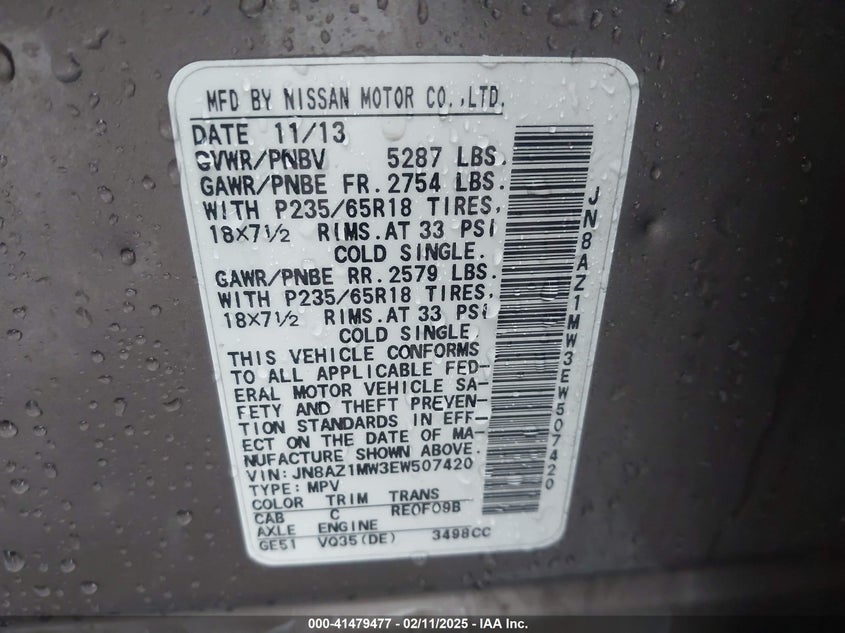 MFD BY NISSAN MOTOR CO.,LTD.
DATE 11/13
GVWR/PNBV 5287 LBS.
GAWR/PNBE FR. 2754 LBS.
WITH P235/65R18 TIRES,
18X7½ RIMS.AT 33 PSI
COLD SINGLE.
GAWR/PNBE RR. 2579 LBS.
WITH P235/65R18 TIRES,
18X7½ RIMS.AT 33 PSI
COLD SINGLE.
THIS VEHICLE CONFORMS
TO ALL APPLICABLE FED-
ERAL MOTOR VEHICLE SA-
FETY AND THEFT PREVEN-
TION STANDARDS IN EFF-
ECT ON THE DATE OF MA-
NUFACTURE SHOWN ABOVE.
VIN:JN8AZ1MW3EW507420
TYPE:MPV
COLOR TRIM TRANS
CAB C RE0F09B
AXLE ENGINE
GE51 VQ35(DE) 3498CC
JN8AZ1MW3EW507420
000-41479477 - 02/11/2025 - IAA Inc.